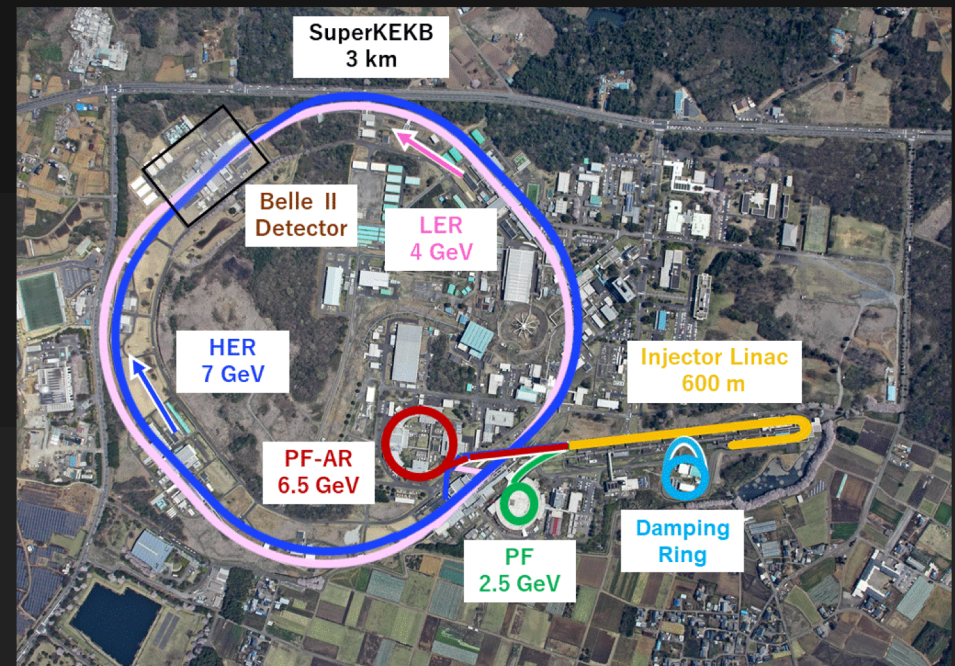 SuperKEKB
3 km
Belle II
Detector
LER
4 GeV
HER
7 GeV
Injector Linac
600 m
PF-AR
6.5 GeV
Damping
Ring
PF
2.5 GeV